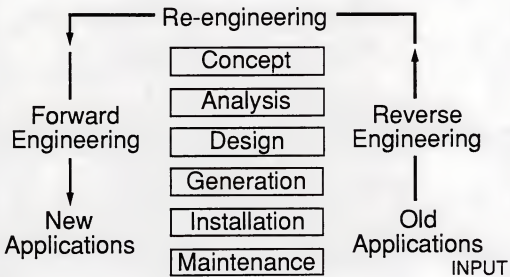 Re-engineering
Concept
Analysis
Design
Generation
Installation
Maintenance
Forward
Engineering
New
Applications
Reverse
Engineering
Old
Applications
INPUT